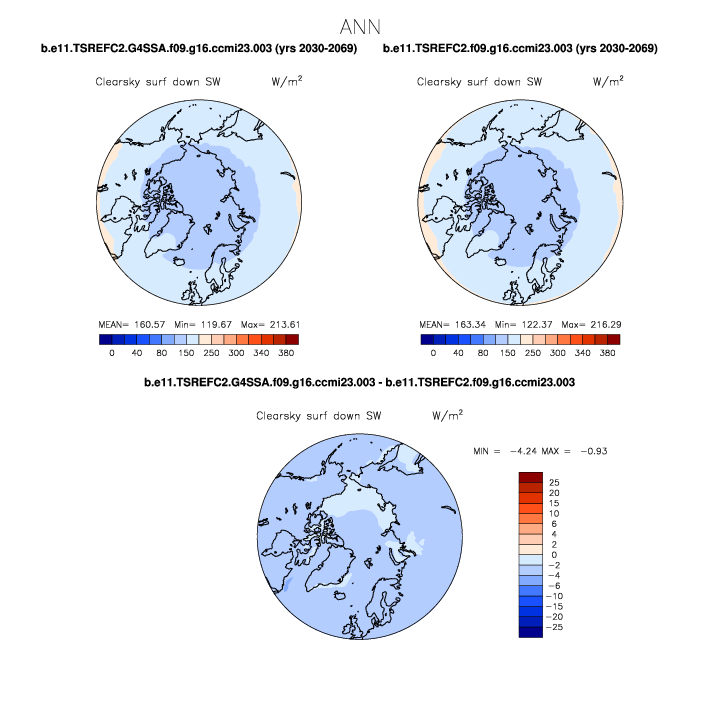 ANN
b.e11.TSREFC2.G4SSA.f09.g16.ccmi23.003 (yrs 2030-2069) b.e11.TSREFC2.f09.g16.ccmi23.003 (yrs 2030-2069)
Clearsky surf down SW W/m² Clearsky surf down SW W/m²
MEAN= 160.57 Min= 119.67 Max= 213.61 MEAN= 163.34 Min= 122.37 Max= 216.29
0 40 80 150 250 300 340 380 0 40 80 150 250 300 340 380
b.e11.TSREFC2.G4SSA.f09.g16.ccmi23.003 - b.e11.TSREFC2.f09.g16.ccmi23.003
Clearsky surf down SW W/m²
MIN = -4.24 MAX = -0.93
25
20
15
10
6
4
2
0
-2
-4
-6
-10
-15
-20
-25